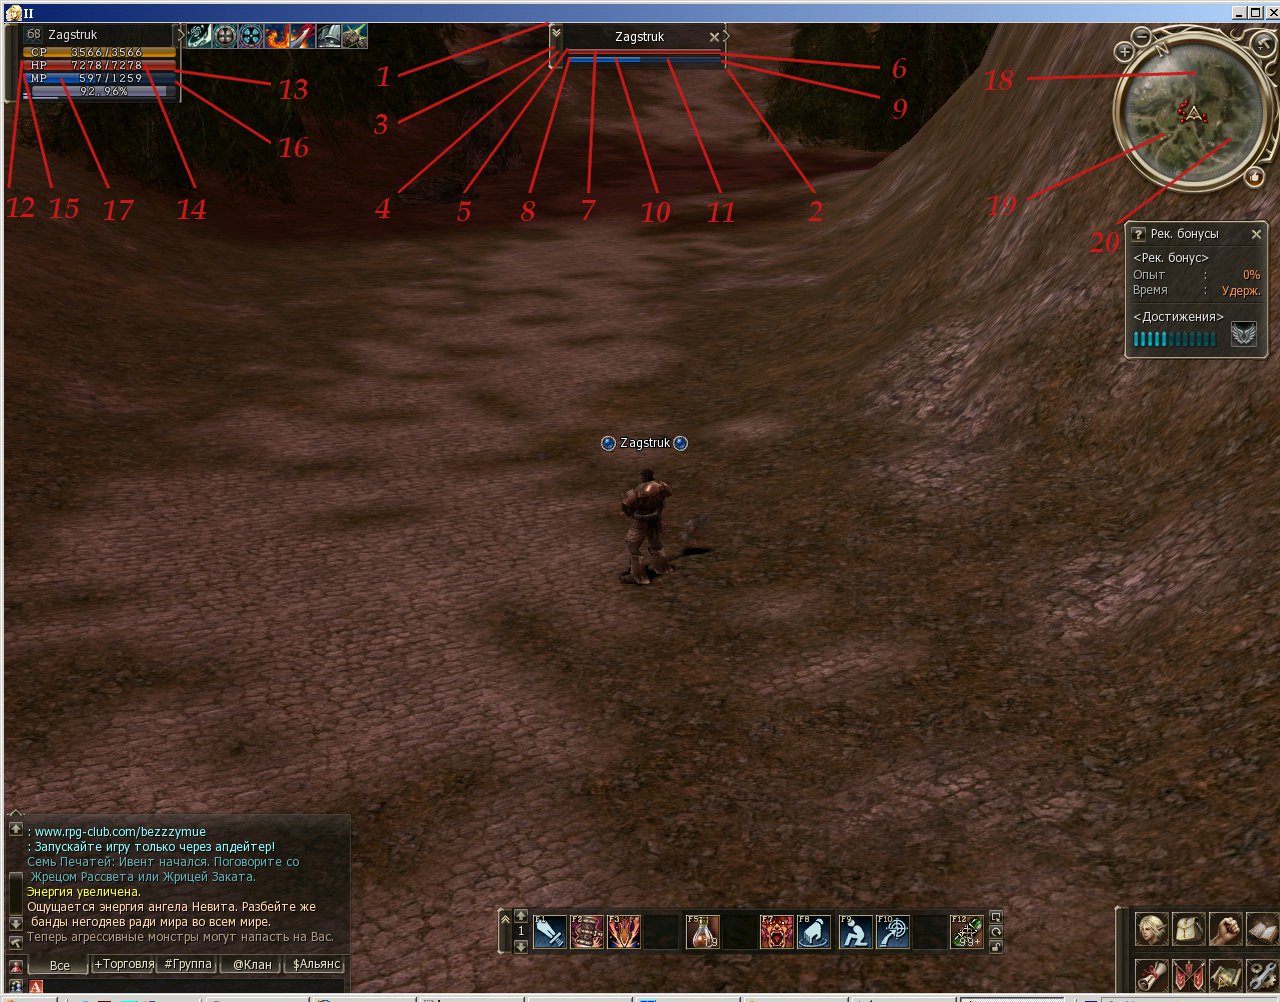 II
68 Zagstruk
CP 3566/3566
HP 7278/7278
MP 597/1259
92,96%
Zagstruk
N
1
2
3
4
5
6
7
8
9
10
11
12
13
14
15
16
17
18
19
20
? Рек. бонусы
<Рек. бонус>
Опыт : 0%
Время : Удерж.
<Достижения>
Zagstruk
: www.rpg-club.com/bezzzymue
: Запускайте игру только через апдейтер!
Семь Печатей: Ивент начался. Поговорите со
Жрецом Рассвета или Жрицей Заката.
Энергия увеличена.
Ощущается энергия ангела Невита. Разбейте же
банды негодяев ради мира во всем мире.
Теперь агрессивные монстры могут напасть на Вас.
Все +Торговля #Группа @Клан $Альянс
A
1 F1 F2 F3 F5 F7 F8 F9 F10 F12
99+